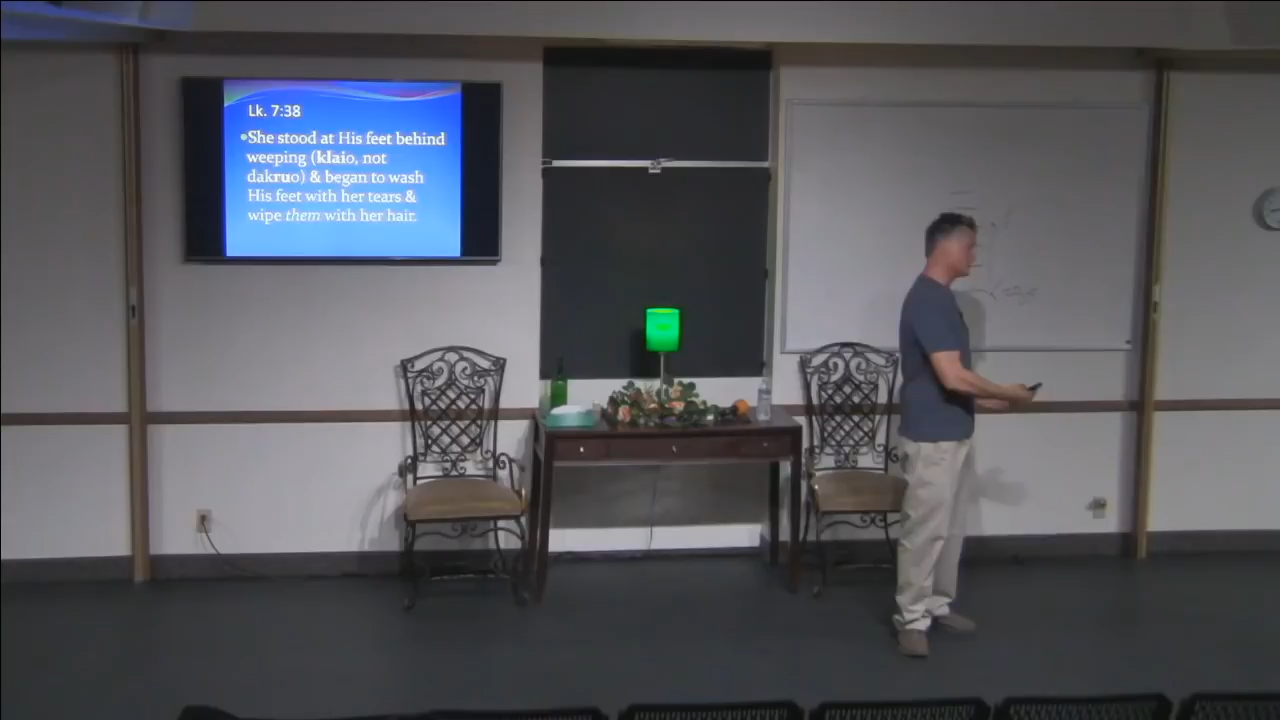 Lk. 7:38
•She stood at His feet behind
weeping (klaio, not
dakruo) & began to wash
His feet with her tears &
wipe them with her hair.